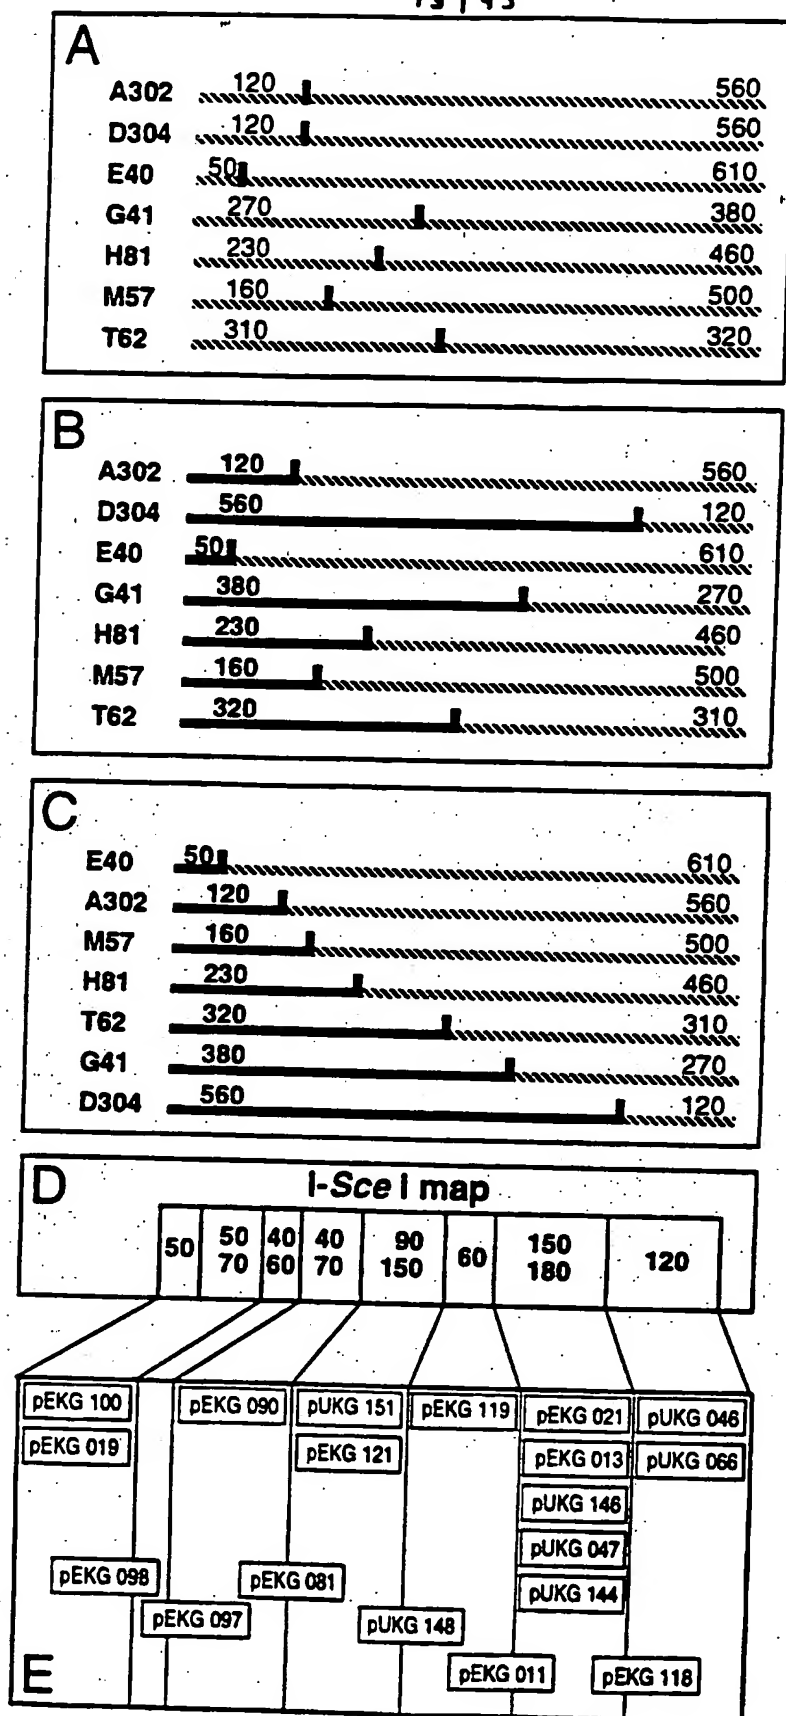 A
A302 120 560
D304 120 560
E40 50 610
G41 270 380
H81 230 460
M57 160 500
T62 310 320
B
A302 120 560
D304 560 120
E40 50 610
G41 380 270
H81 230 460
M57 160 500
T62 320 310
C
E40 50 610
A302 120 560
M57 160 500
H81 230 460
T62 320 310
G41 380 270
D304 560 120
D
I-Sce I map
50 50 40 40 90 60 150 120
70 60 70 150 180
pEKG 100 pEKG 090 pUKG 151 pEKG 119 pEKG 021 pUKG 046
pEKG 019 pEKG 121 pEKG 013 pUKG 066
pUKG 146
pUKG 047
pEKG 098 pEKG 081 pUKG 144
pEKG 097 pUKG 148
pEKG 011 pEKG 118
E